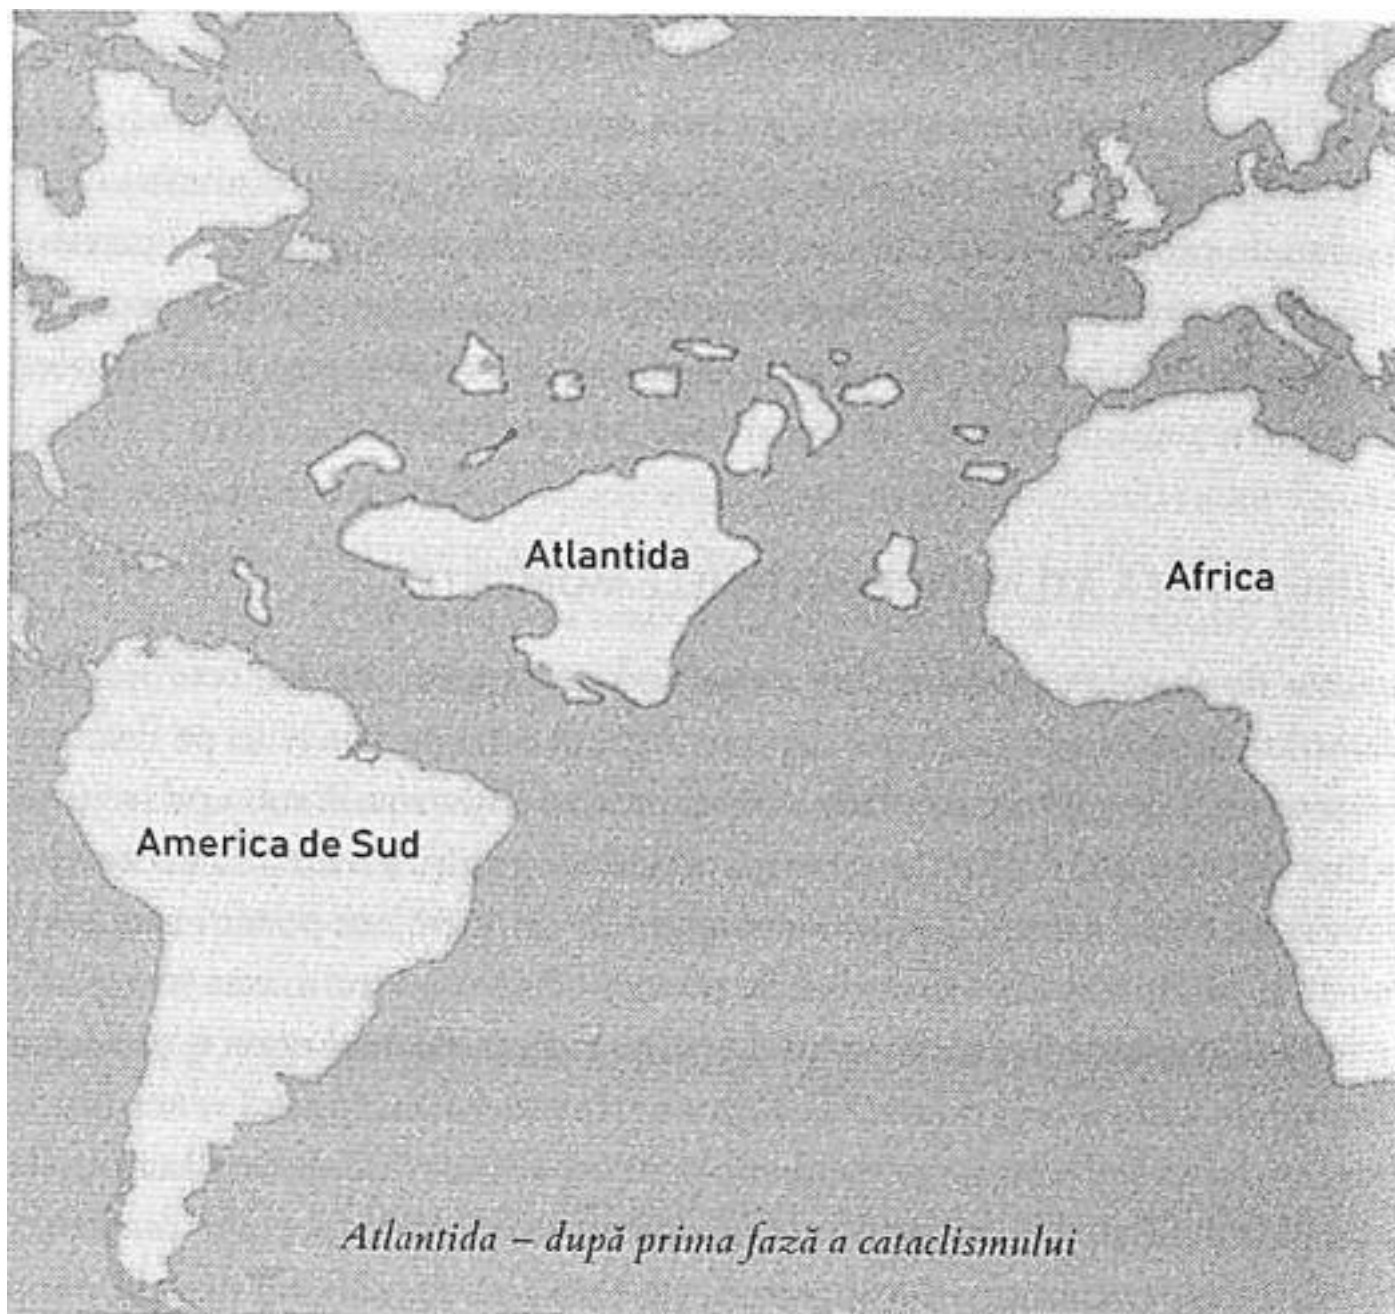 Atlantida
Africa
America de Sud
Atlantida – după prima fază a cataclismului